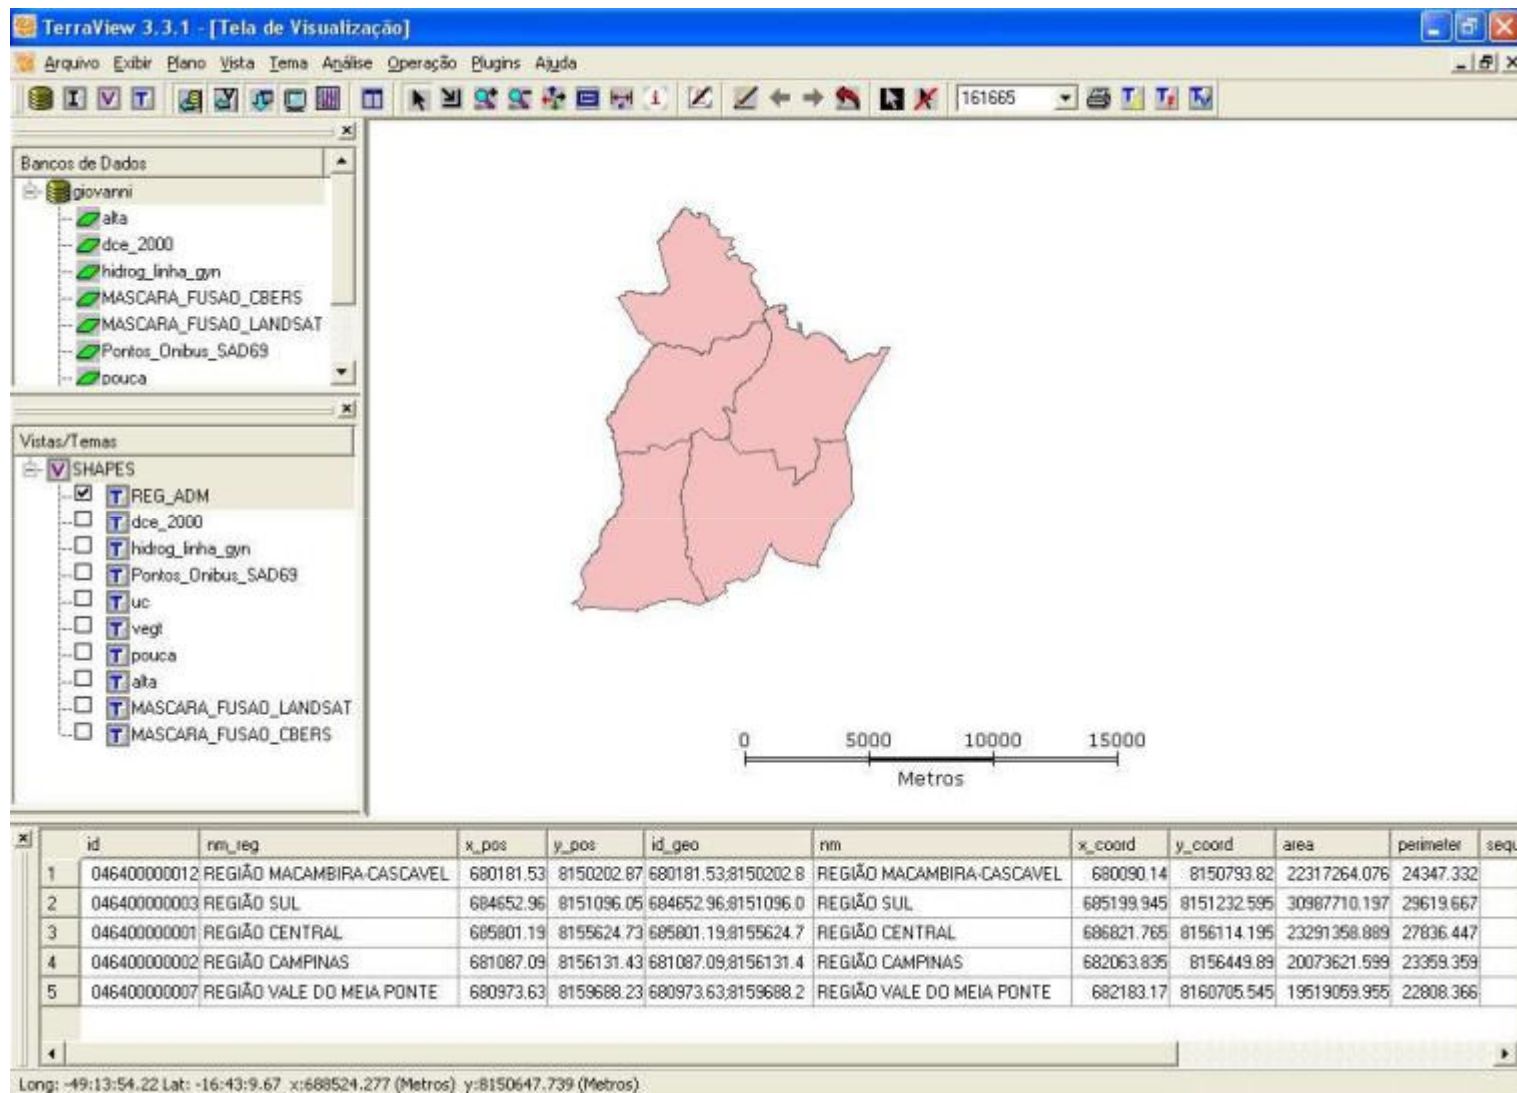 TerraView 3.3.1 - [Tela de Visualização]
Arquivo Exibir Plano Vista Tema Análise Operação Plugins Ajuda
I V T 161665
Bancos de Dados
giovanni
alta
dce_2000
hidrog_linha_gyn
MASCARA_FUSAO_CBERS
MASCARA_FUSAO_LANDSAT
Pontos_Onibus_SAD69
pouca
Vistas/Temas
V SHAPES
T REG_ADM
T dce_2000
T hidrog_linha_gyn
T Pontos_Onibus_SAD69
T uc
T vegt
T pouca
T alta
T MASCARA_FUSAO_LANDSAT
T MASCARA_FUSAO_CBERS
0 5000 10000 15000
Metros
id nm_reg x_pos y_pos id_geo nm x_coord y_coord area perimeter sequ
1 046400000012 REGIÃO MACAMBIRA-CASCAVEL 680181.53 8150202.87 680181.53;8150202.8 REGIÃO MACAMBIRA-CASCAVEL 680090.14 8150793.82 22317264.076 24347.332
2 046400000003 REGIÃO SUL 684652.96 8151096.05 684652.96;8151096.0 REGIÃO SUL 685199.945 8151232.595 30987710.197 29619.667
3 046400000001 REGIÃO CENTRAL 685801.19 8155624.73 685801.19;8155624.7 REGIÃO CENTRAL 686821.765 8156114.195 23291358.889 27836.447
4 046400000002 REGIÃO CAMPINAS 681087.09 8156131.43 681087.09;8156131.4 REGIÃO CAMPINAS 682063.835 8156449.89 20073621.599 23359.359
5 046400000007 REGIÃO VALE DO MEIA PONTE 680973.63 8159688.23 680973.63;8159688.2 REGIÃO VALE DO MEIA PONTE 682183.17 8160705.545 19519059.955 22808.366
Long: -49:13:54.22 Lat: -16:43:9.67 x:688524.277 (Metros) y:8150647.739 (Metros)